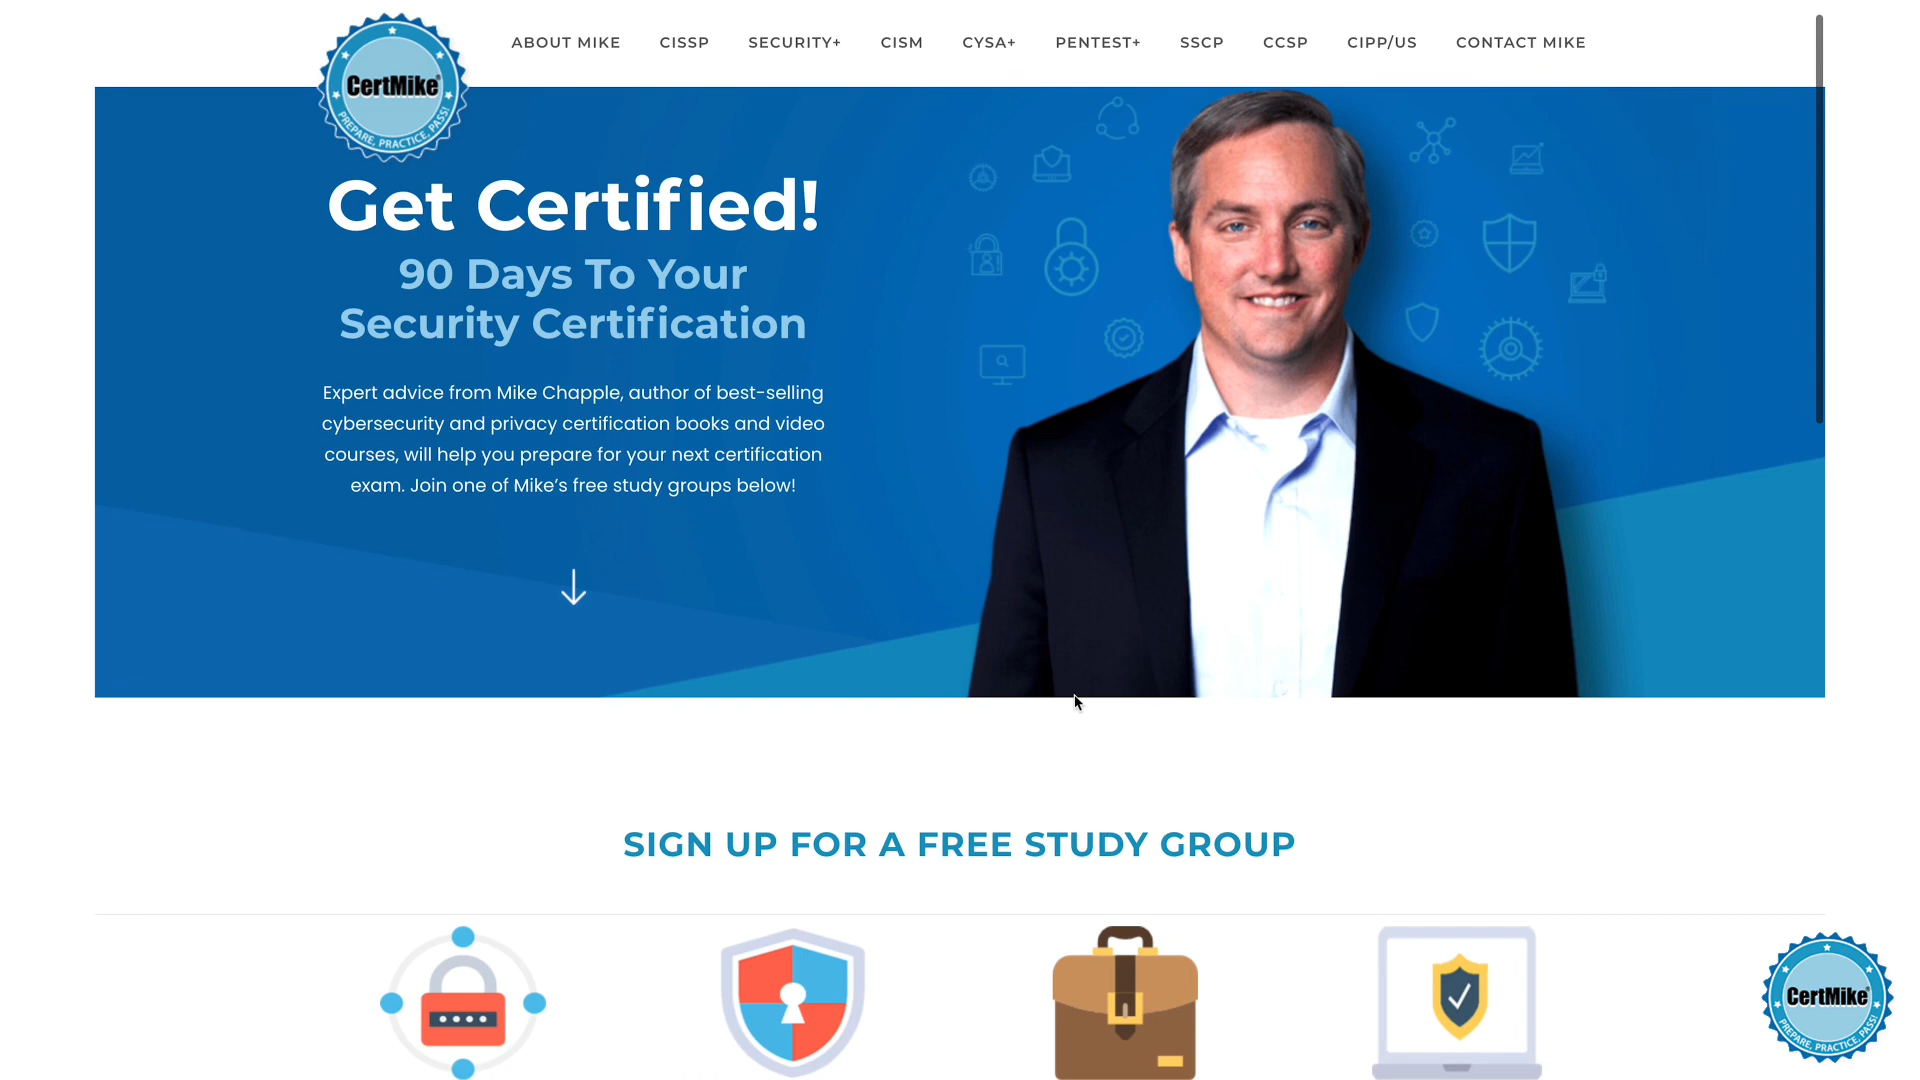 CertMike®
PREPARE, PRACTICE, PASS!
ABOUT MIKE
CISSP
SECURITY+
CISM
CYSA+
PENTEST+
SSCP
CCSP
CIPP/US
CONTACT MIKE
Get Certified!
90 Days To Your
Security Certification
Expert advice from Mike Chapple, author of best-selling
cybersecurity and privacy certification books and video
courses, will help you prepare for your next certification
exam. Join one of Mike’s free study groups below!
SIGN UP FOR A FREE STUDY GROUP
CertMike®
PREPARE, PRACTICE, PASS!